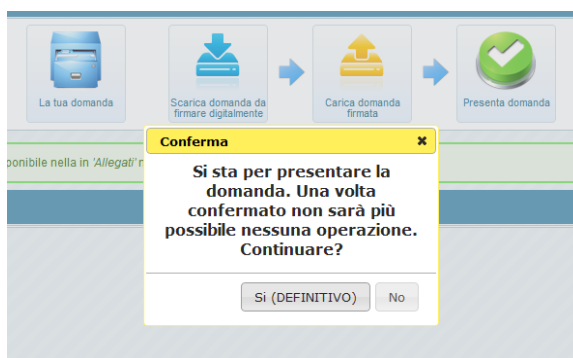 La tua domanda
Scarica domanda da
firmare digitalmente
Carica domanda
firmata
Presenta domanda
ponibile nella in 'Allegati'
Conferma
Si sta per presentare la
domanda. Una volta
confermato non sarà più
possibile nessuna operazione.
Continuare?
Si (DEFINITIVO)
No